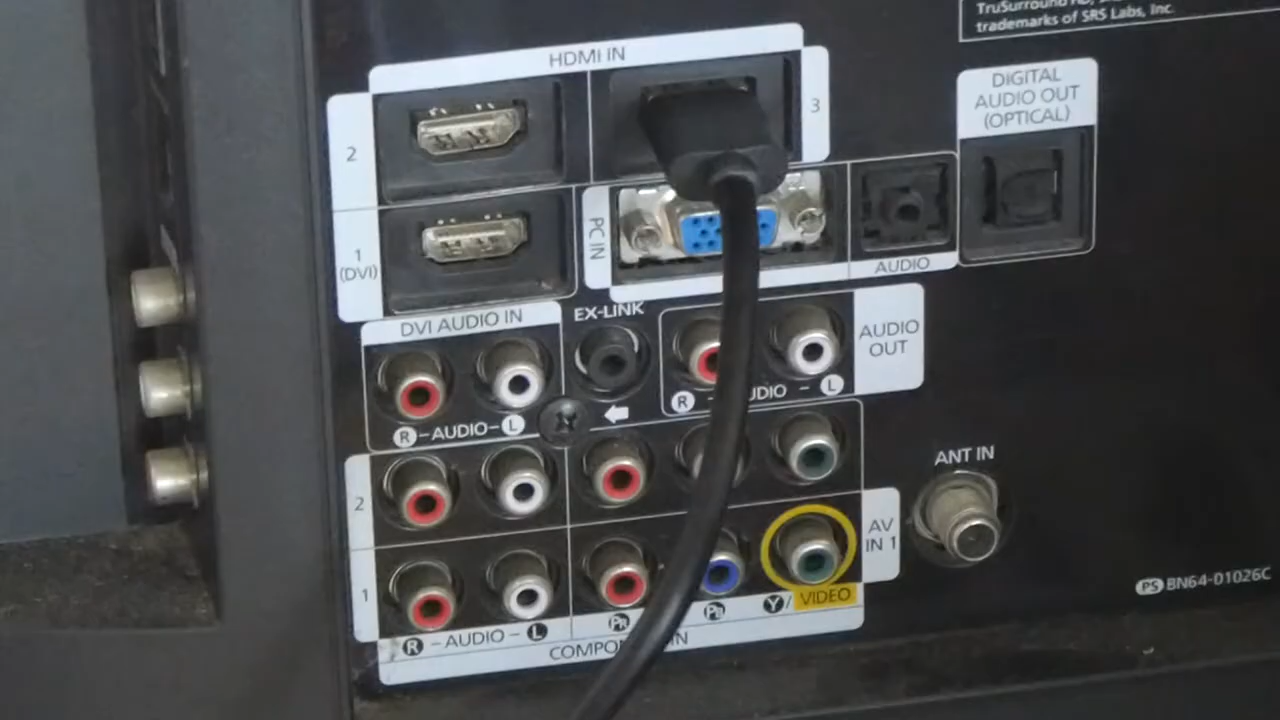 TruSurround HD,
trademarks of SRS Labs, Inc.
HDMI IN
DIGITAL
AUDIO OUT
(OPTICAL)
3
2
PC IN
1
(DVI)
AUDIO
DVI AUDIO IN
EX-LINK
AUDIO
OUT
R - AUDIO - L
R - UDIO - L
ANT IN
2
AV
IN 1
1
PS BN64-01026C
PR
PB
Y/ VIDEO
R - AUDIO - L
COMPO IN